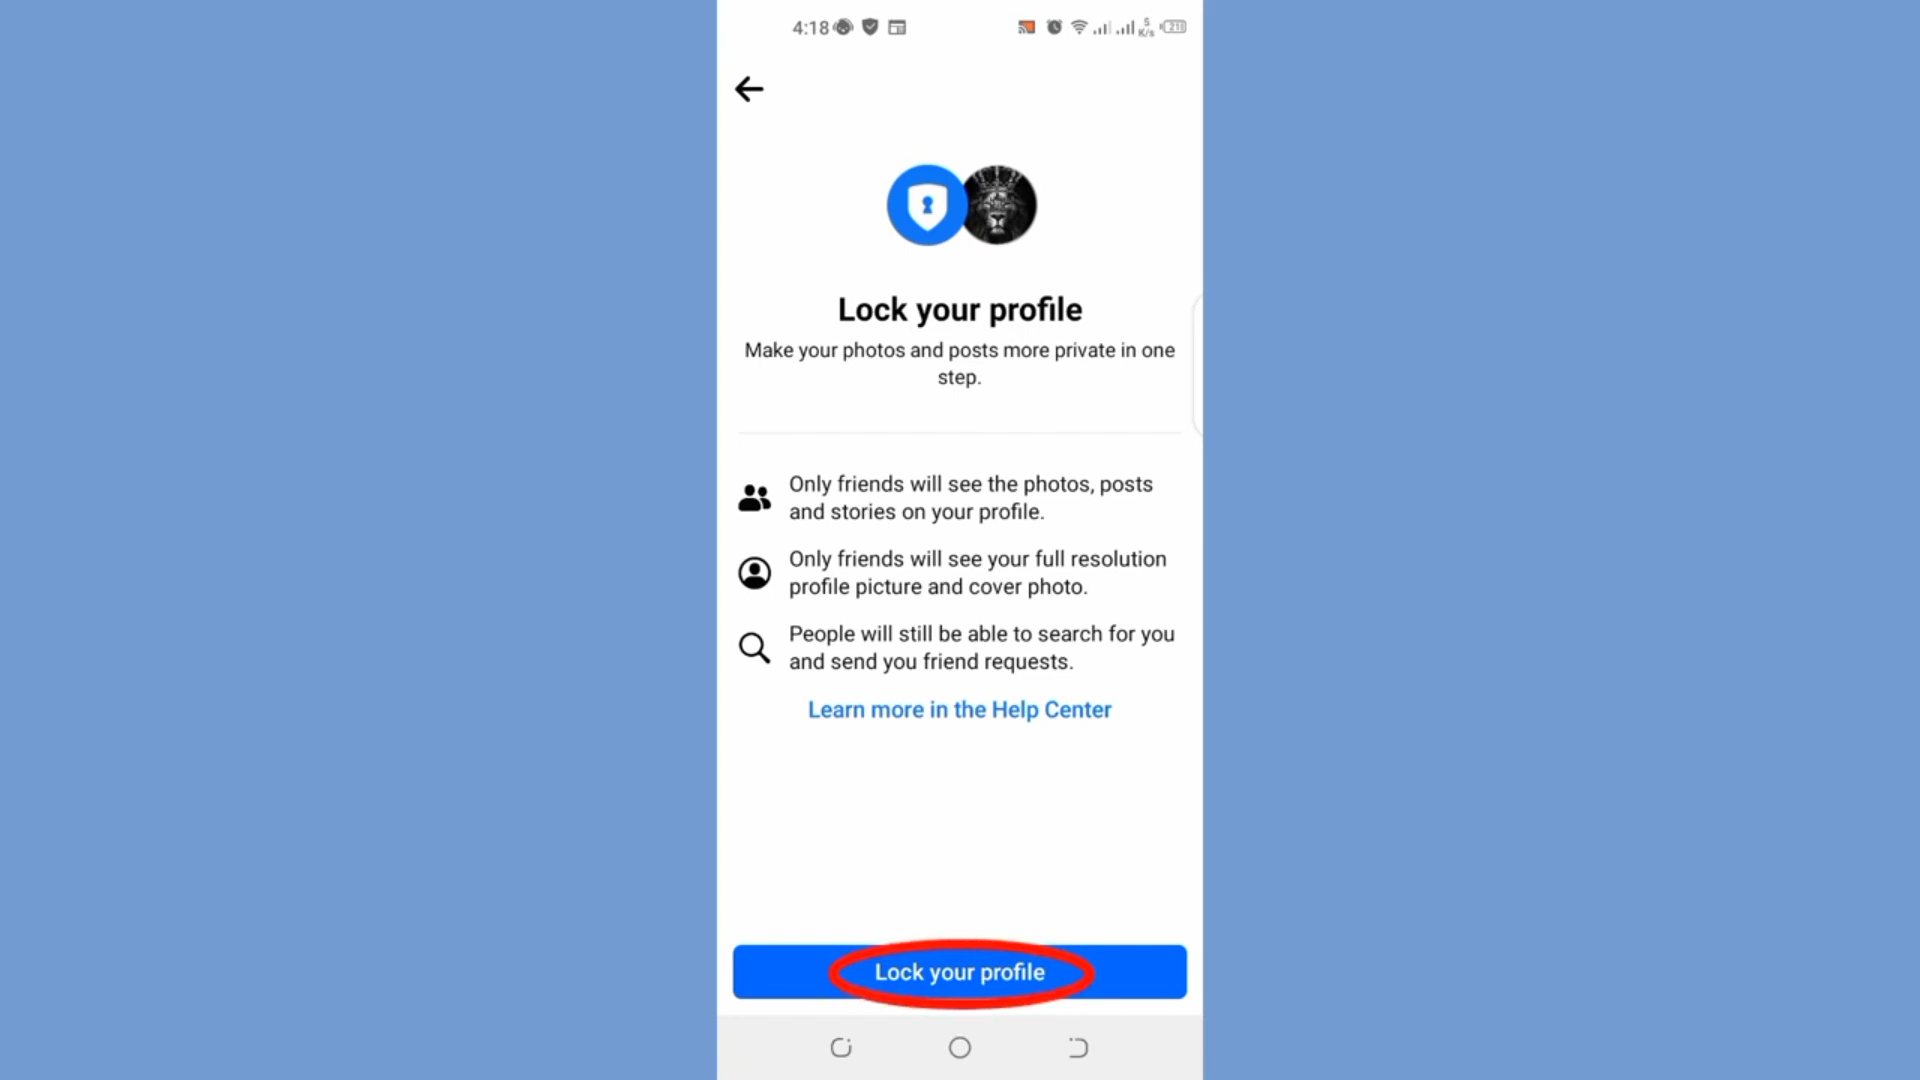 4:18
5
K/s
21
Lock your profile
Make your photos and posts more private in one
step.
Only friends will see the photos, posts
and stories on your profile.
Only friends will see your full resolution
profile picture and cover photo.
People will still be able to search for you
and send you friend requests.
Learn more in the Help Center
Lock your profile